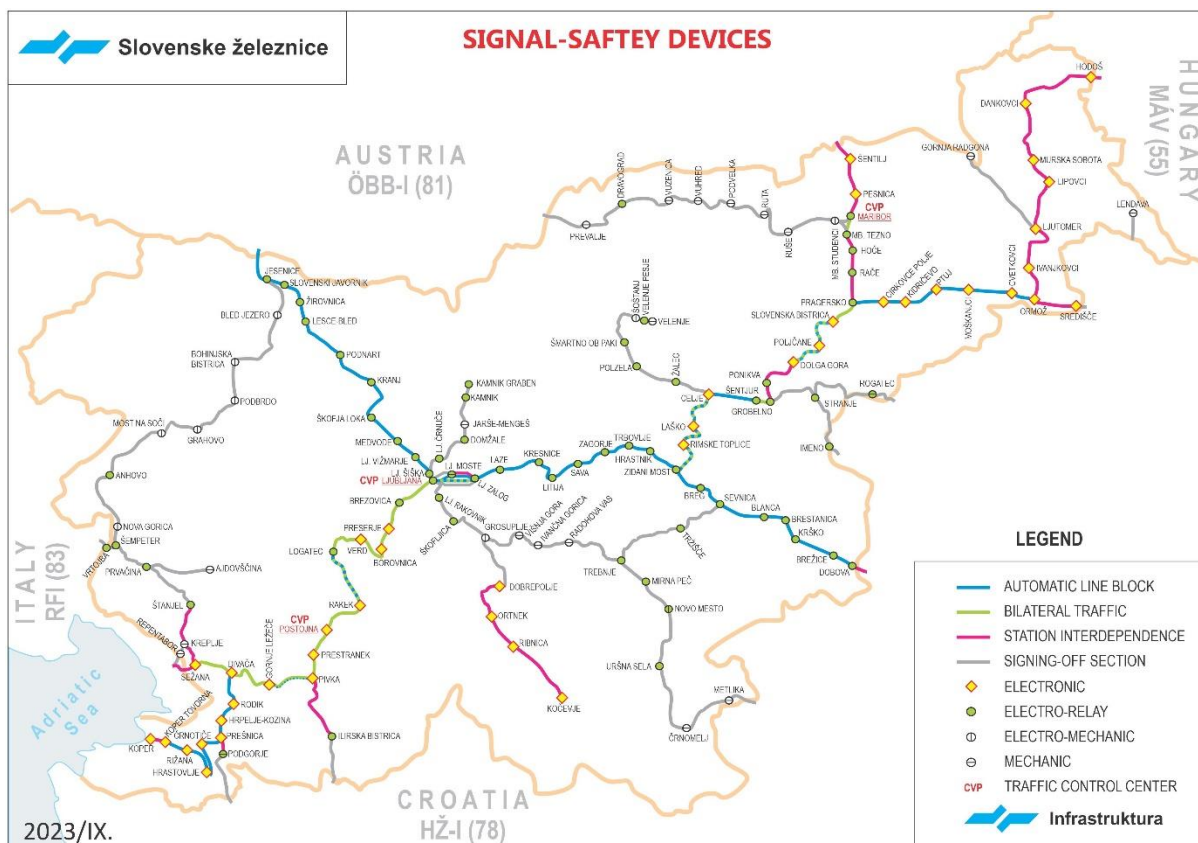 Slovenske železnice
SIGNAL-SAFTEY DEVICES
AUSTRIA
ÖBB-I (81)
HUNGARY
MÁV (55)
ITALY
RFI (83)
CROATIA
HŽ-I (78)
Adriatic
Sea
HODOŠ
DANKOVCI
MURSKA SOBOTA
LIPOVCI
GORNJA RADGONA
LENDAVA
LJUTOMER
IVANJKOVCI
ORMOŽ
SREDIŠČE
CVETKOVCI
MOŠKANJCI
PTUJ
KIDRIČEVO
CIRKOVCE POLJE
ŠENTILJ
PESNICA
CVP
MARIBOR
MB. TEZNO
MB. STUDENCI
HOČE
RAČE
PRAGERSKO
RUŠE
RUTA
PODVELKA
VUHRED
VUZENICA
DRAVOGRAD
PREVALJE
SLOVENSKA BISTRICA
POLJČANE
DOLGA GORA
PONIKVA
GROBELNO
ŠENTJUR
CELJE
STRANJE
ROGATEC
IMENO
ŠOŠTANJ
VELENJE PESJE
VELENJE
ŠMARTNO OB PAKI
POLZELA
ŽALEC
LAŠKO
RIMSKE TOPLICE
ZIDANI MOST
HRASTNIK
TRBOVLJE
ZAGORJE
SAVA
LITIJA
KRESNICE
LAZE
LJ. ZALOG
LJ. MOSTE
BREG
SEVNICA
BLANCA
BRESTANICA
KRŠKO
BREŽICE
DOBOVA
JESENICE
SLOVENSKI JAVORNIK
ŽIROVNICA
LESCE-BLED
PODNART
KRANJ
ŠKOFJA LOKA
MEDVODE
LJ. VIŽMARJE
LJ. ŠIŠKA
CVP
LJUBLJANA
LJ. ČRNUČE
DOMŽALE
JARŠE-MENGEŠ
KAMNIK
KAMNIK GRABEN
BLED JEZERO
BOHINJSKA
BISTRICA
PODBRDO
GRAHOVO
MOST NA SOČI
ANHOVO
NOVA GORICA
ŠEMPETER
VRTOJBA
PRVAČINA
AJDOVŠČINA
ŠTANJEL
REPENTABOR
KREPLJE
SEŽANA
DIVAČA
GORNJE LEŽEČE
PIVKA
PRESTRANEK
CVP
POSTOJNA
RAKEK
LOGATEC
VERD
BOROVNICA
PRESERJE
BREZOVICA
LJ. RAKOVNIK
ŠKOFLJICA
GROSUPLJE
VIŠNJA GORA
IVANČNA GORICA
RADOHOVA VAS
TREBNJE
TRŽIŠČE
MIRNA PEČ
NOVO MESTO
URŠNA SELA
ČRNOMELJ
METLIKA
DOBREPOLJE
ORTNEK
RIBNICA
KOČEVJE
ILIRSKA BISTRICA
RODIK
HRPELJE-KOZINA
PREŠNICA
PODGORJE
ČRNOTIČE
KOPER TOVORNA
KOPER
RIŽANA
HRASTOVLJE
LEGEND
AUTOMATIC LINE BLOCK
BILATERAL TRAFFIC
STATION INTERDEPENDENCE
SIGNING-OFF SECTION
ELECTRONIC
ELECTRO-RELAY
ELECTRO-MECHANIC
MECHANIC
CVP TRAFFIC CONTROL CENTER
Infrastruktura
2023/IX.